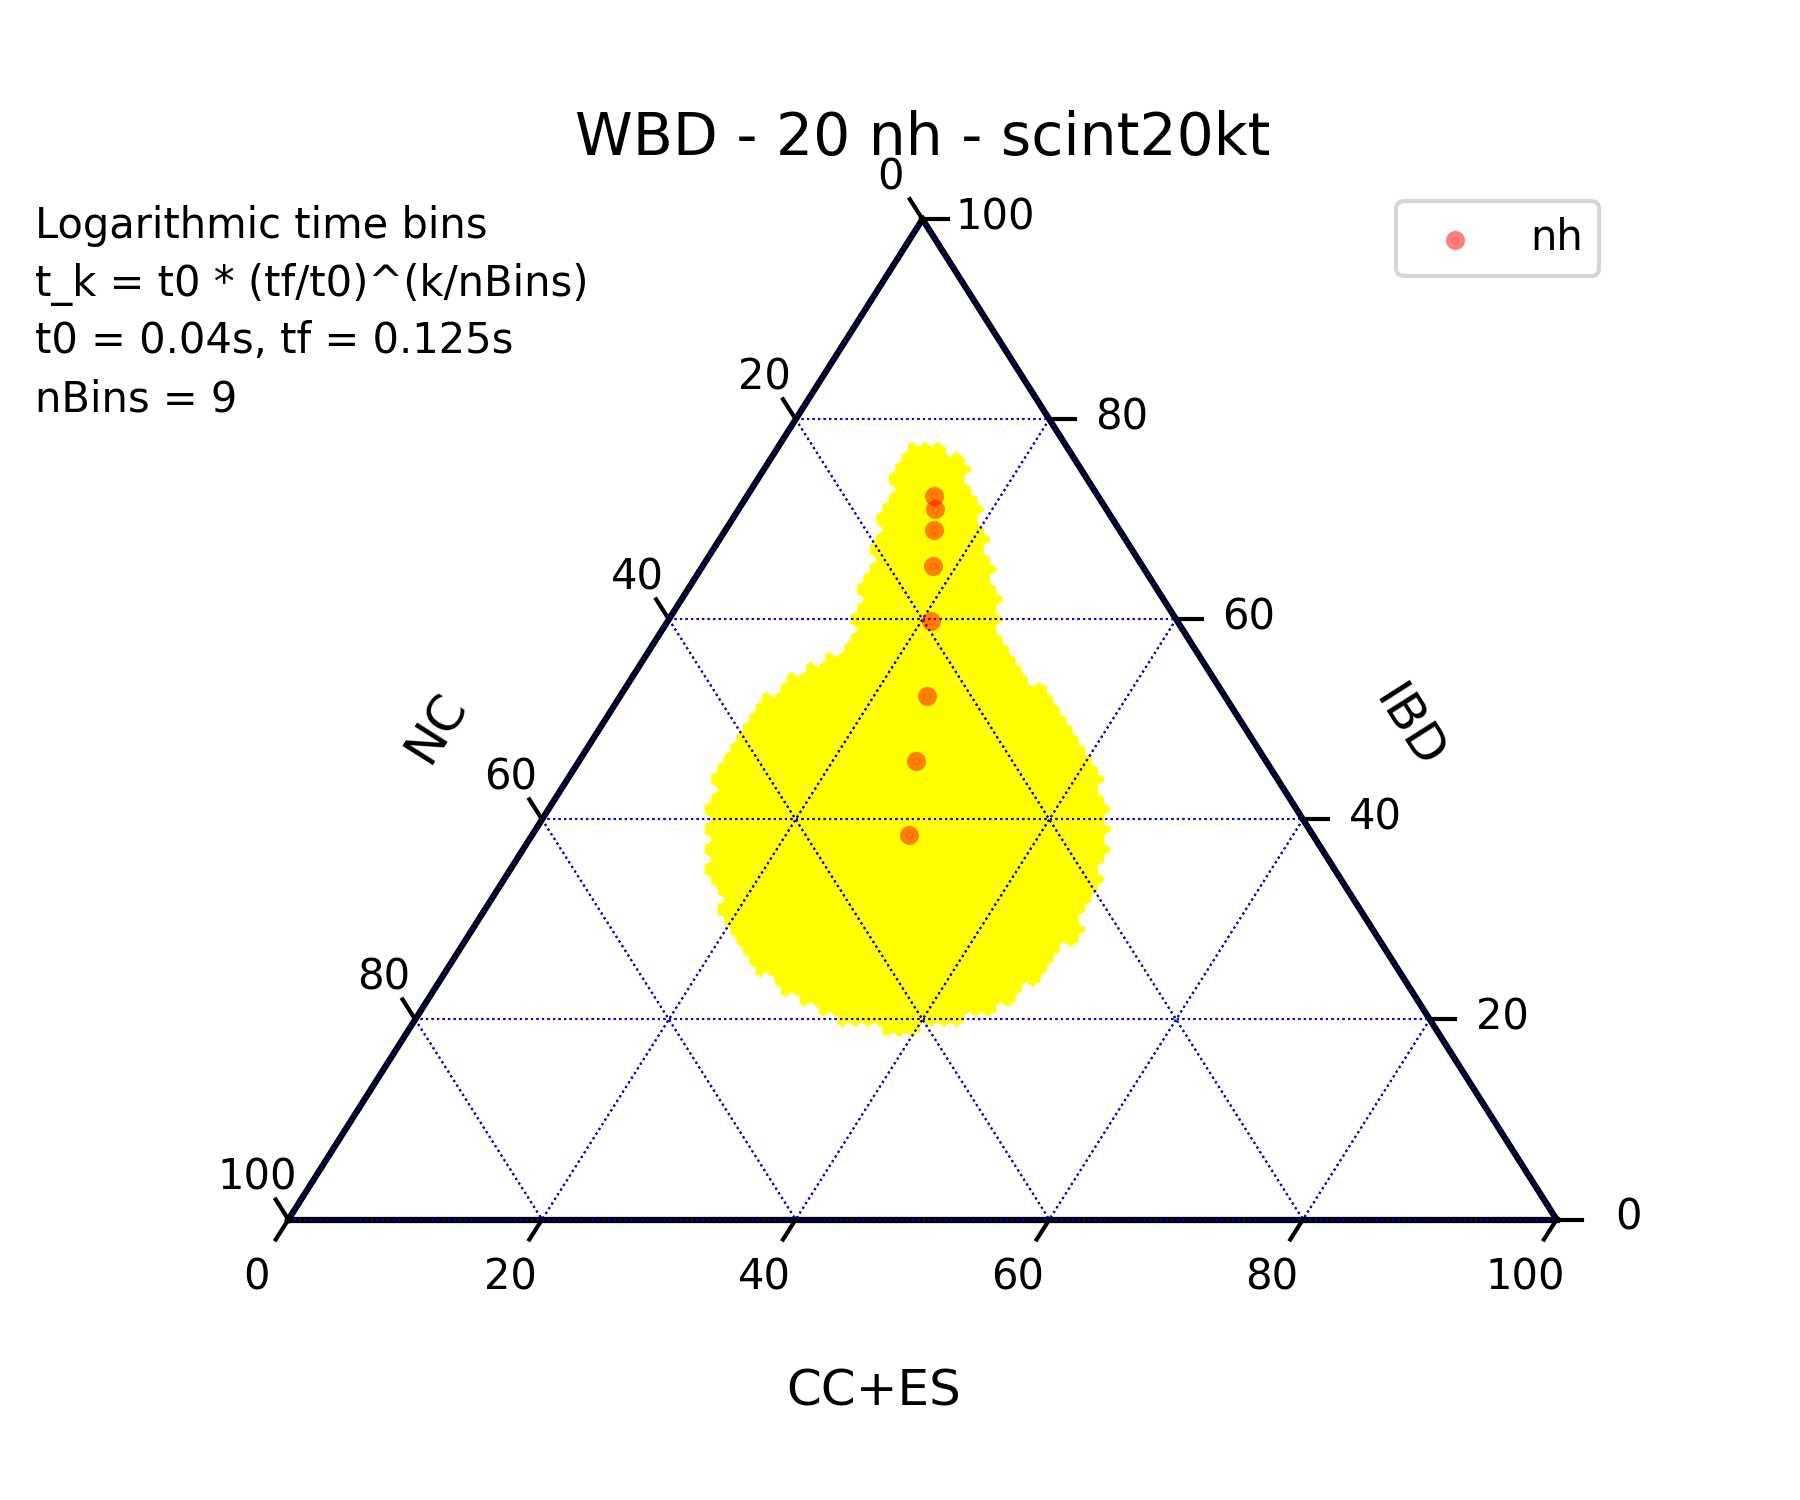 WBD - 20 nh - scint20kt
Logarithmic time bins
t_k = t0 * (tf/t0)^(k/nBins)
t0 = 0.04s, tf = 0.125s
nBins = 9
nh
0
100
20
80
40
60
NC
IBD
60
40
80
20
100
0
0
20
40
60
80
100
CC+ES